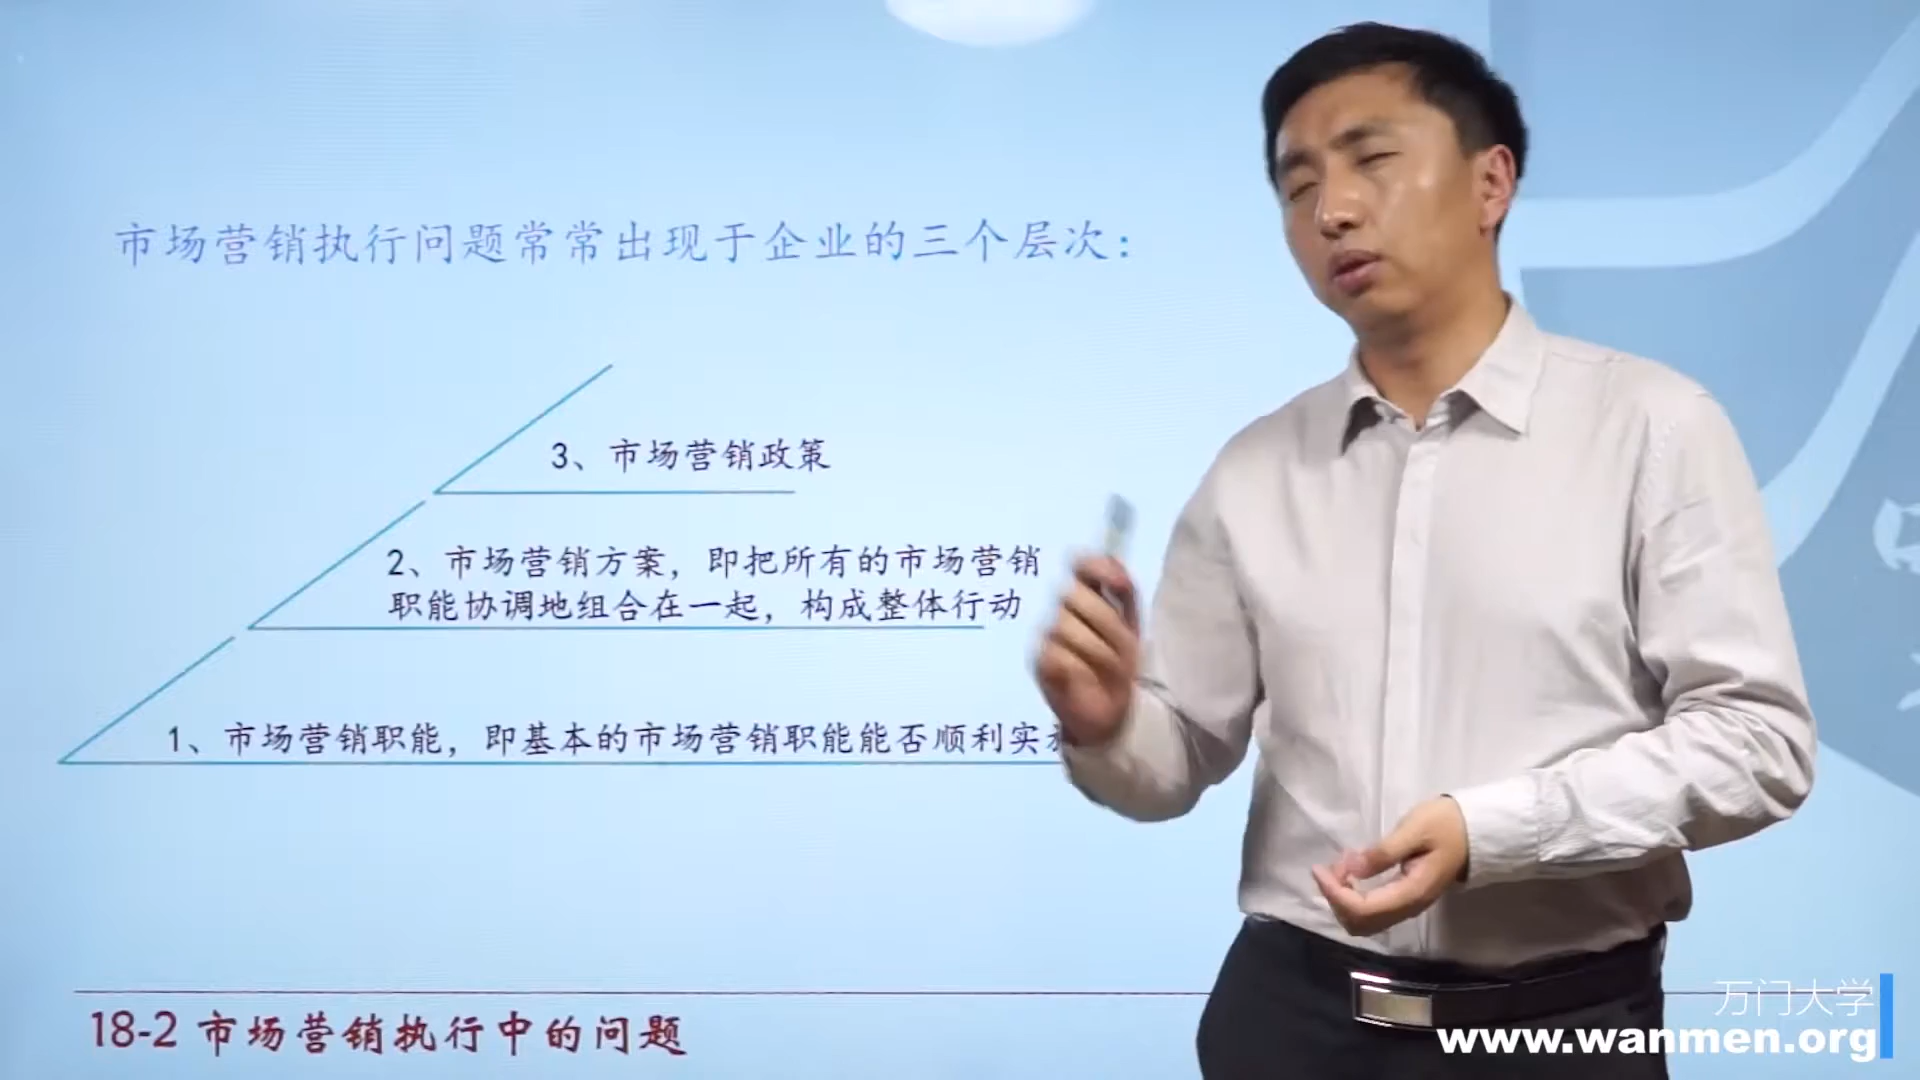 市场营销执行问题常常出现于企业的三个层次：
3、市场营销政策
2、市场营销方案，即把所有的市场营销
职能协调地组合在一起，构成整体行动
1、市场营销职能，即基本的市场营销职能能否顺利实
18-2 市场营销执行中的问题
万门大学
www.wanmen.org